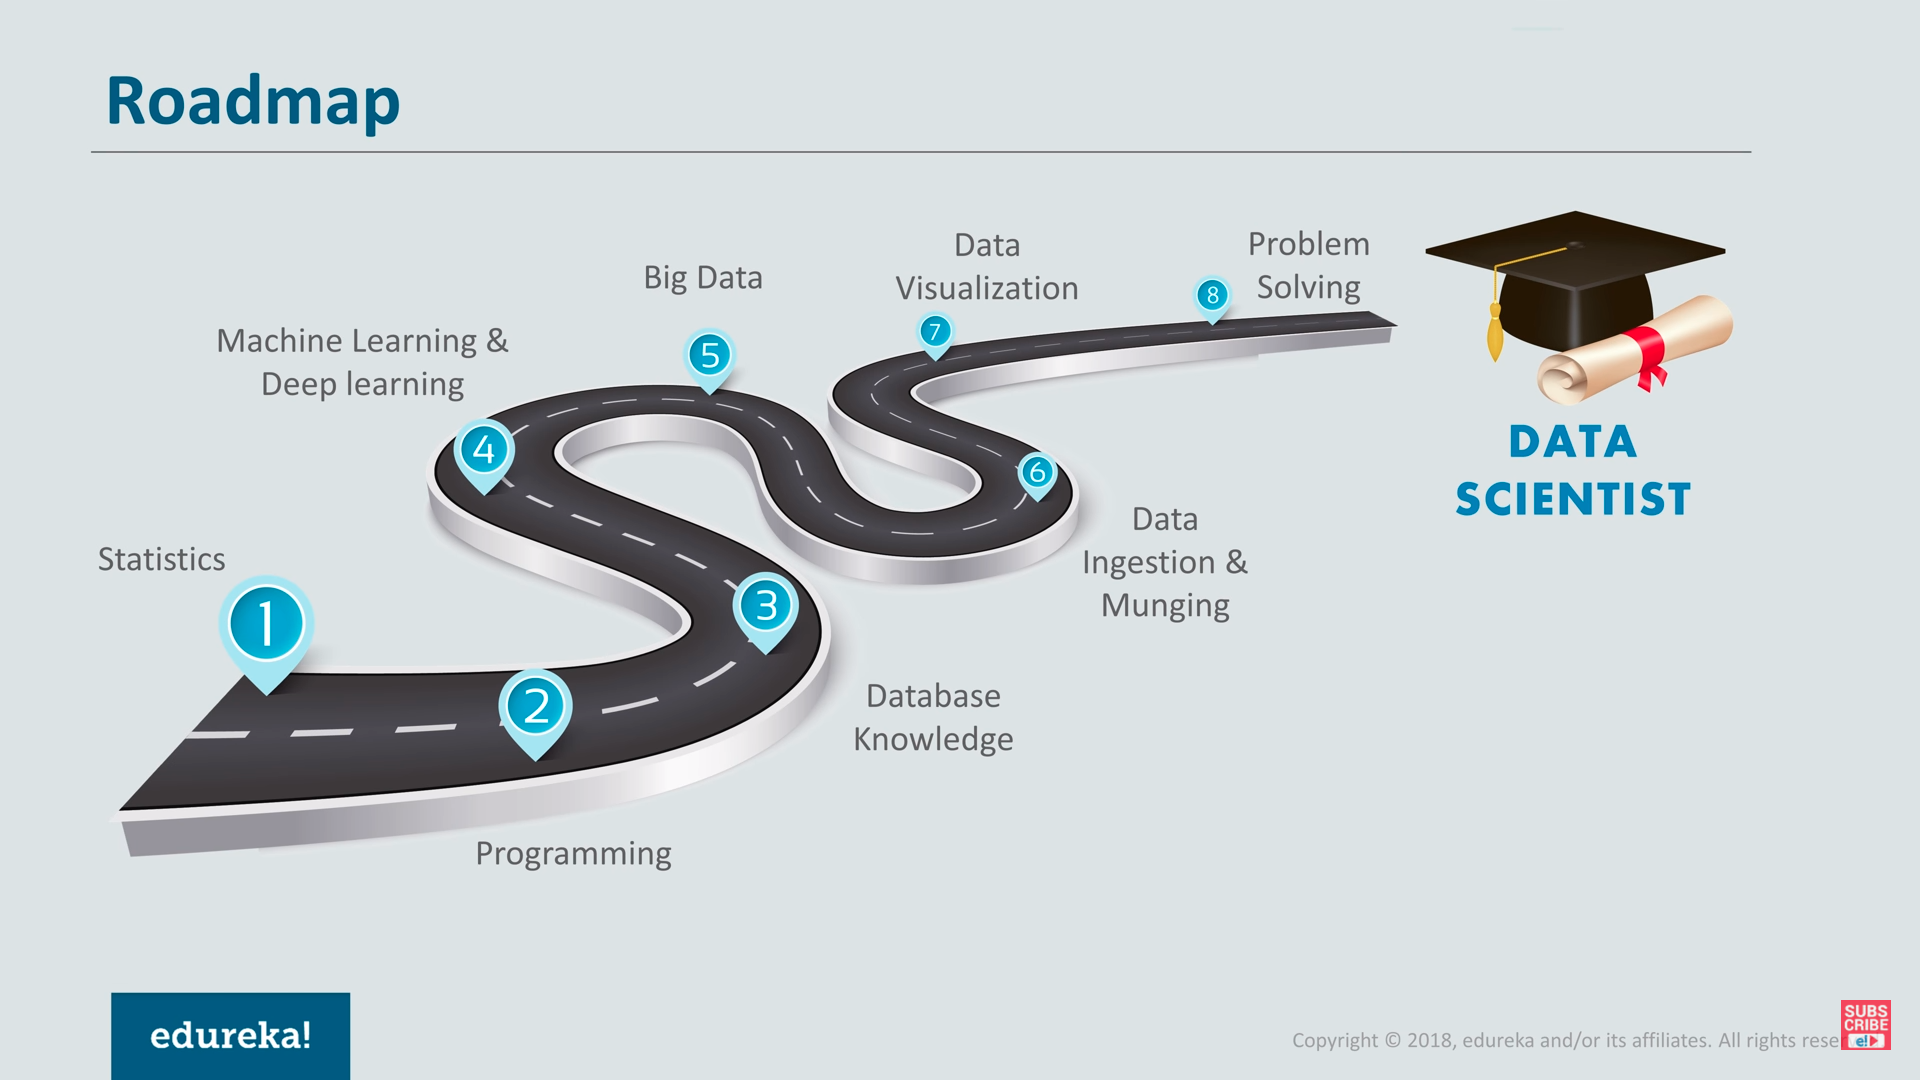 Roadmap
1
Statistics
2
Programming
3
Database
Knowledge
4
Machine Learning &
Deep learning
5
Big Data
6
Data
Ingestion &
Munging
7
Data
Visualization
8
Problem
Solving
DATA
SCIENTIST
edureka!
Copyright © 2018, edureka and/or its affiliates. All rights rese
SUBS
CRIBE
e!